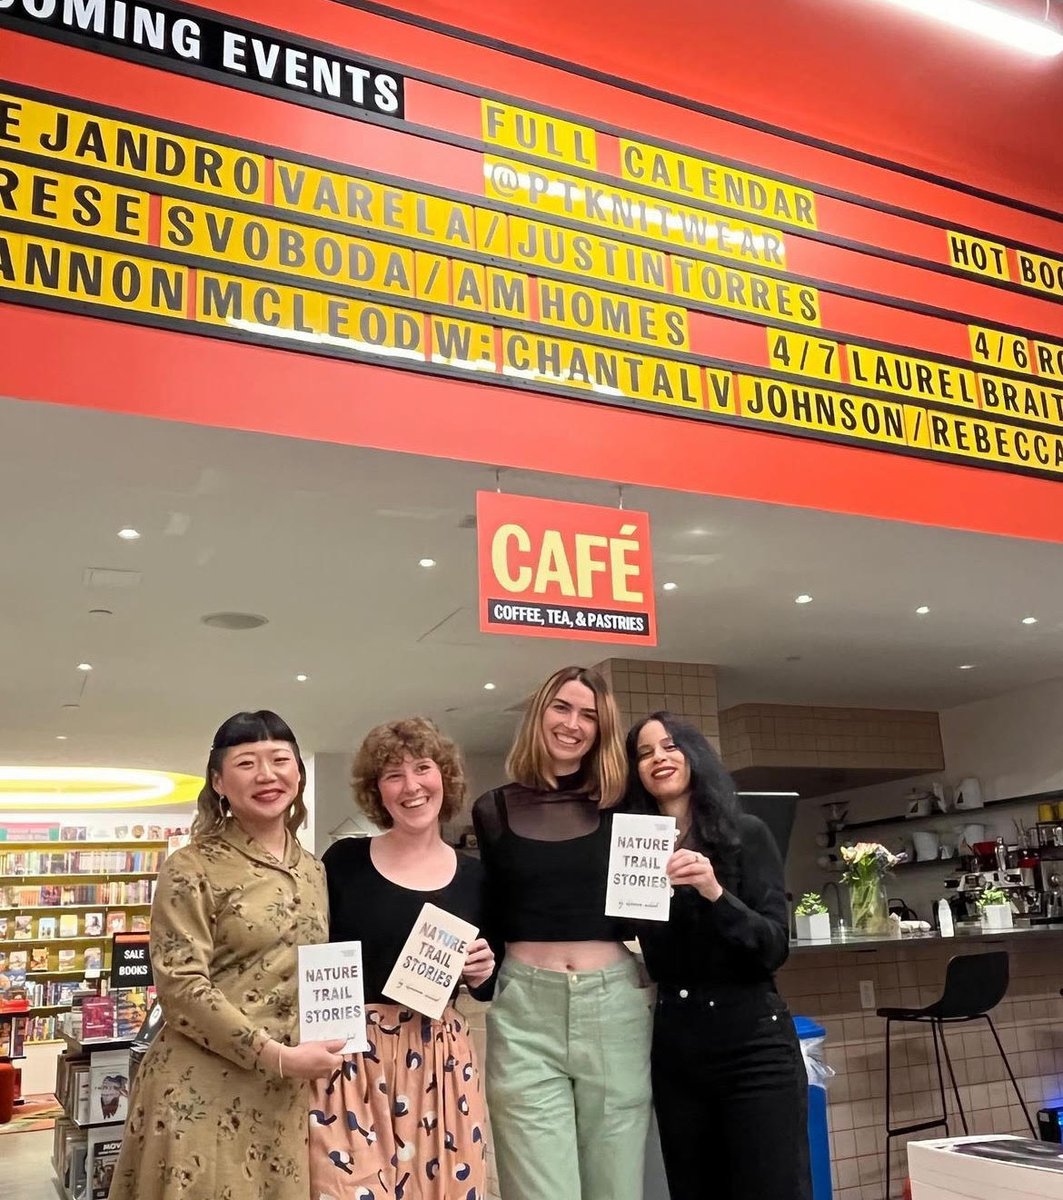 OMING EVENTS
FULL CALENDAR
@PTKNITWEAR
HOT BOO
E JANDRO VARELA / JUSTIN TORRES
4/6 RO
RESE SVOBODA / AM HOMES
4/7 LAUREL BRAIT
ANNON MCLEOD W: CHANTAL V JOHNSON / REBECCA
CAFÉ
COFFEE, TEA, & PASTRIES
NATURE
TRAIL
STORIES
NATURE
TRAIL
STORIES
NATURE
TRAIL
STORIES
SALE
BOOKS